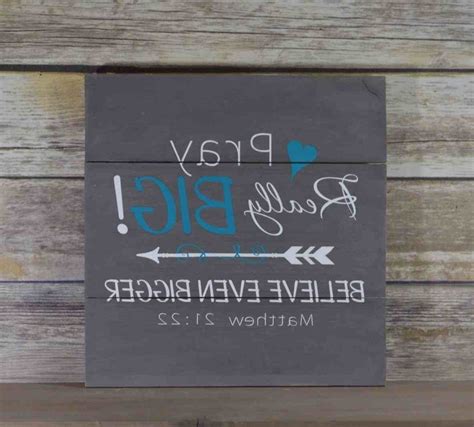 Pray
Really BIG!
&
BELIEVE EVEN BIGGER
Matthew 21:22